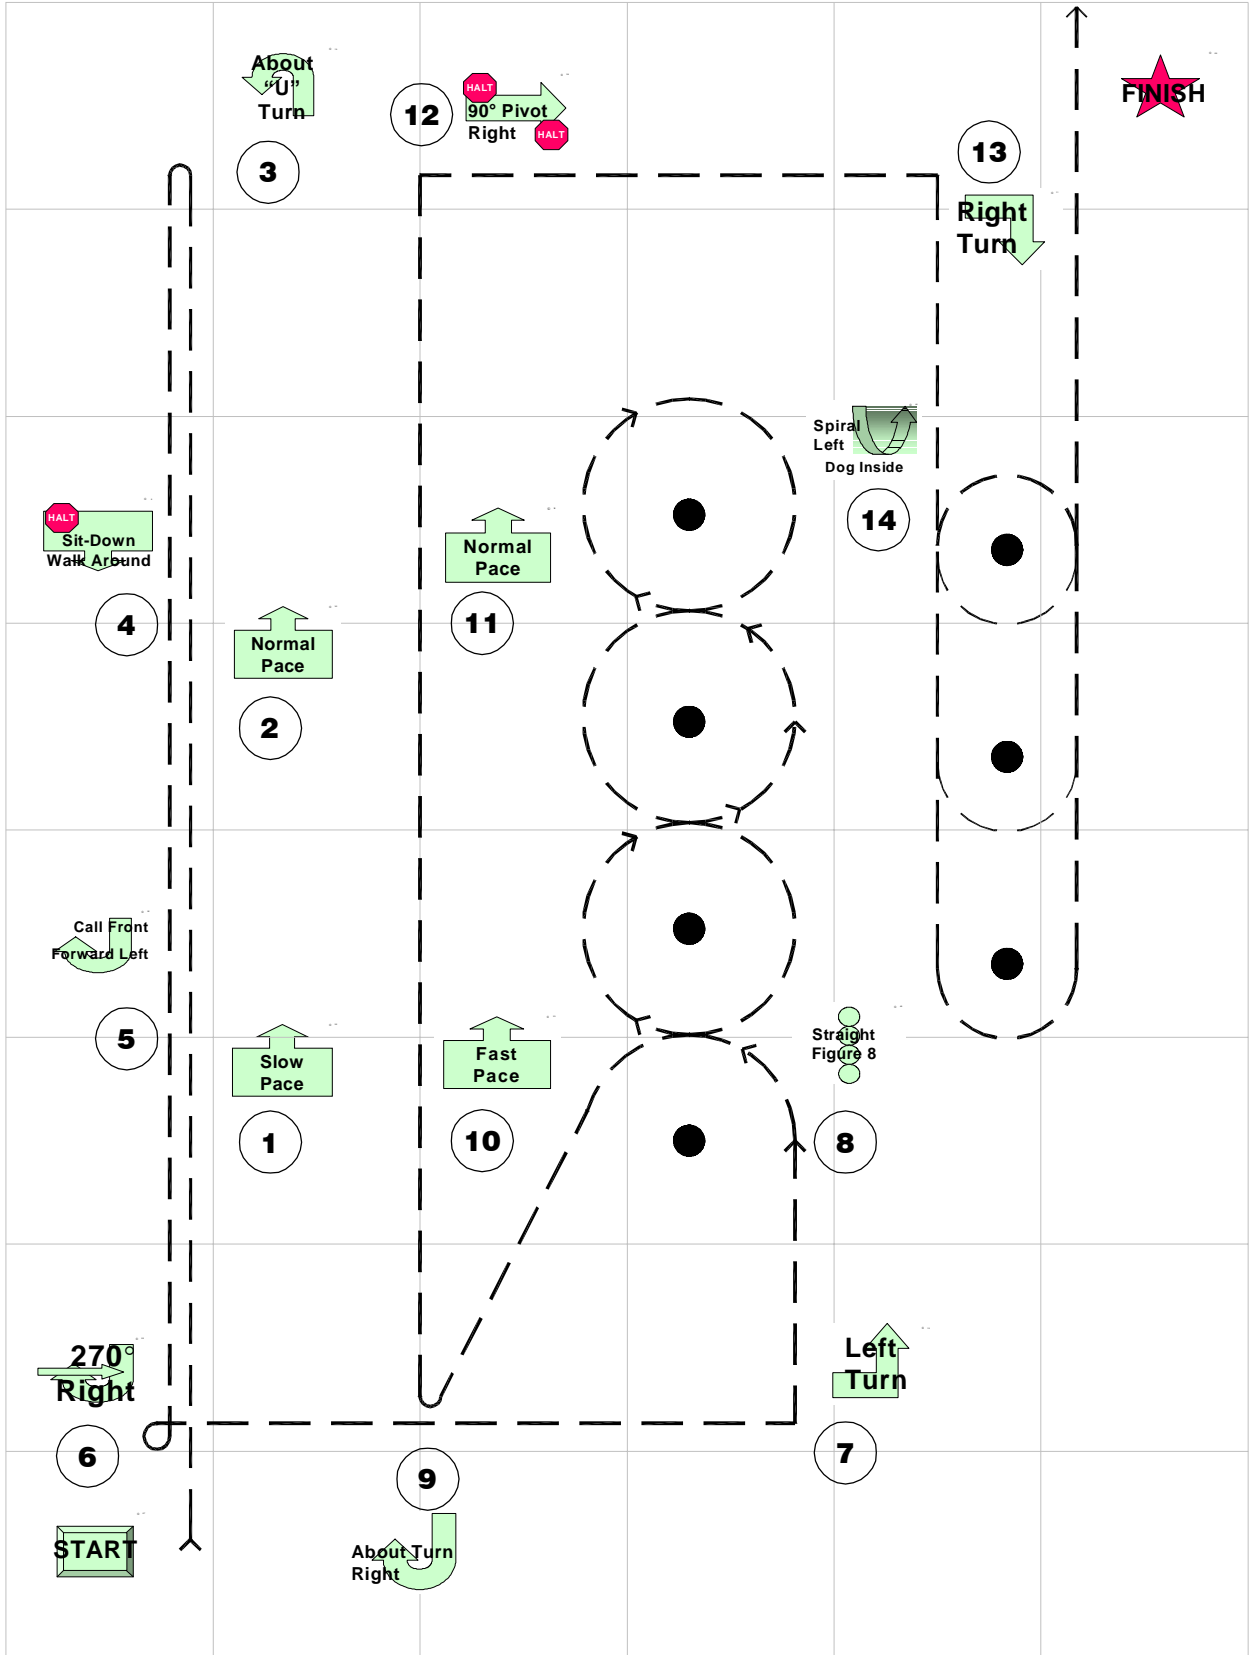 About
“U”
Turn
3
12
HALT
90° Pivot
Right
HALT
FINISH
13
Right
Turn
HALT
Sit-Down
Walk Around
4
Normal
Pace
2
Normal
Pace
11
Spiral
Left
Dog Inside
14
Call Front
Forward Left
5
Slow
Pace
1
Fast
Pace
10
Straight
Figure 8
8
270°
Right
6
Left
Turn
7
START
9
About Turn
Right